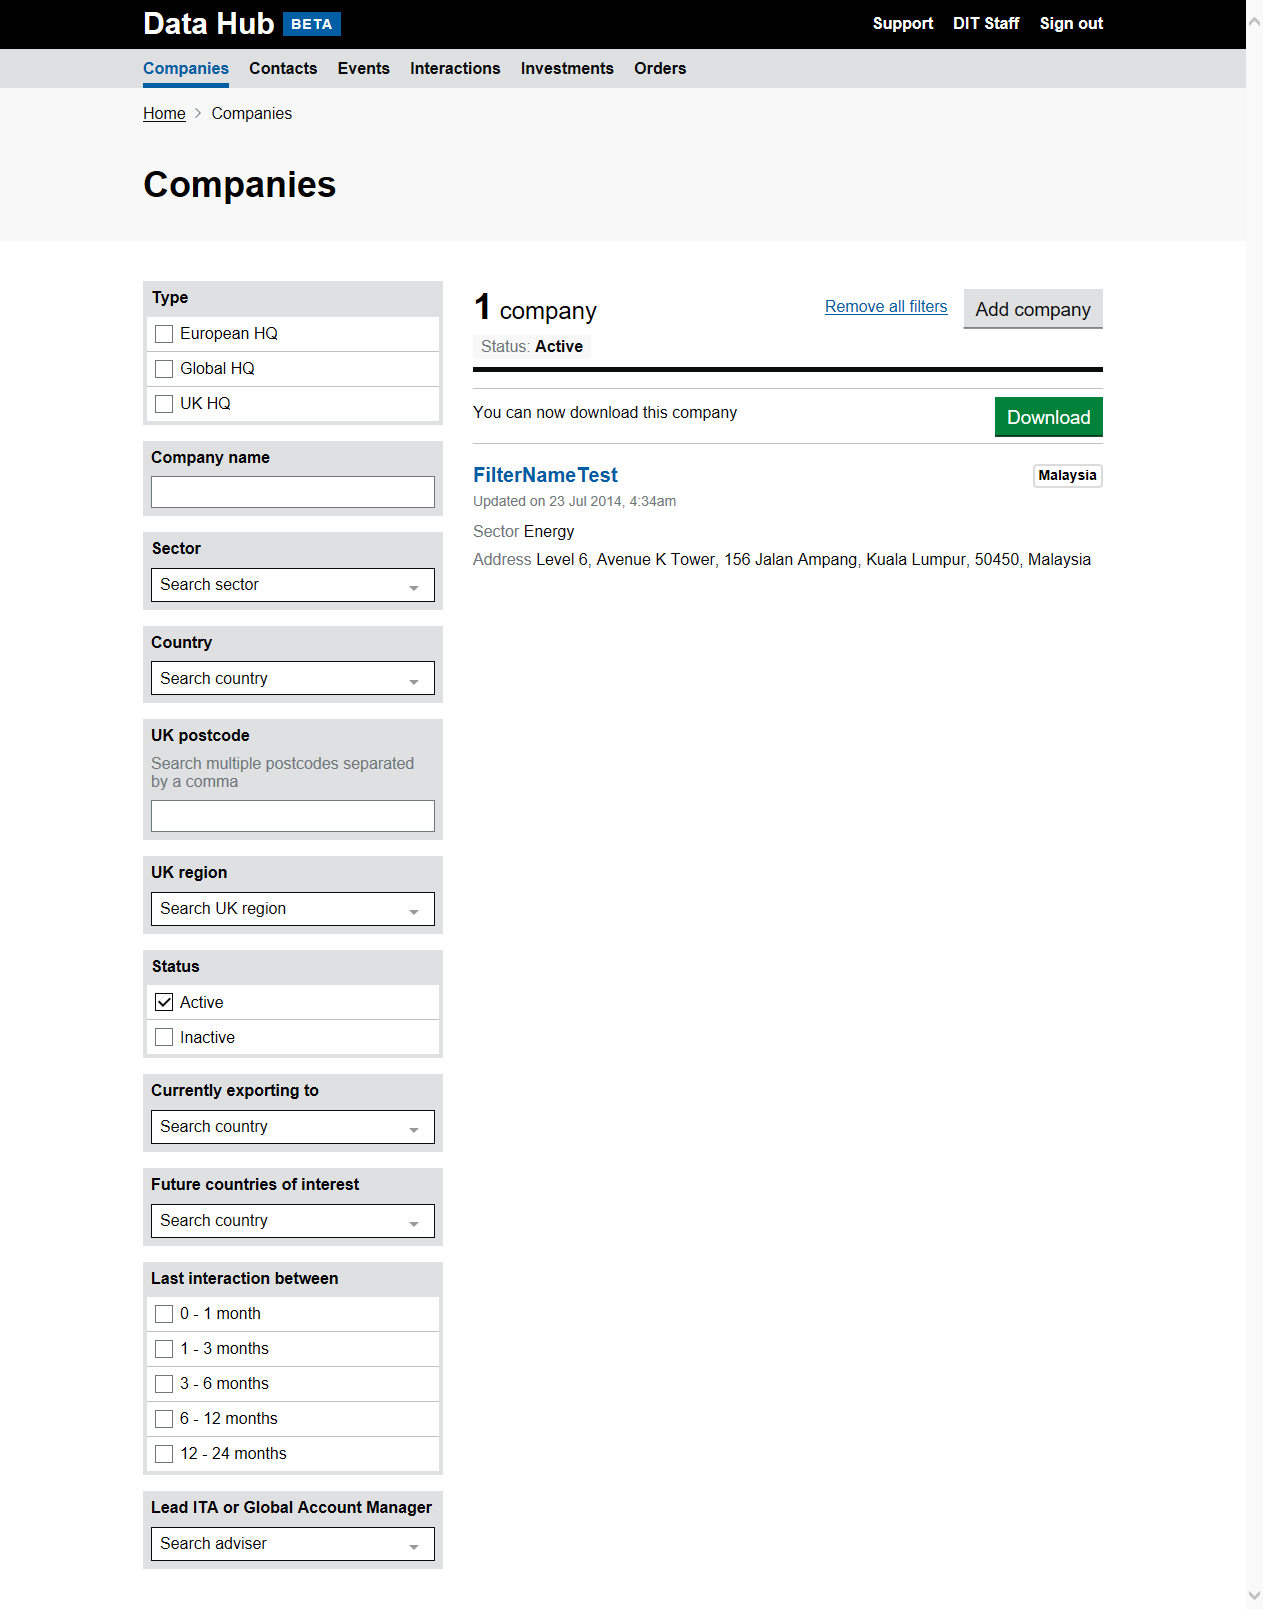 Data Hub BETA
Support DIT Staff Sign out
Companies Contacts Events Interactions Investments Orders
Home Companies
Companies
Type
European HQ
Global HQ
UK HQ
Company name
Sector
Search sector
Country
Search country
UK postcode
Search multiple postcodes separated
by a comma
UK region
Search UK region
Status
Active
Inactive
Currently exporting to
Search country
Future countries of interest
Search country
Last interaction between
0 - 1 month
1 - 3 months
3 - 6 months
6 - 12 months
12 - 24 months
Lead ITA or Global Account Manager
Search adviser
1 company
Remove all filters
Add company
Status: Active
You can now download this company
Download
FilterNameTest
Malaysia
Updated on 23 Jul 2014, 4:34am
Sector Energy
Address Level 6, Avenue K Tower, 156 Jalan Ampang, Kuala Lumpur, 50450, Malaysia